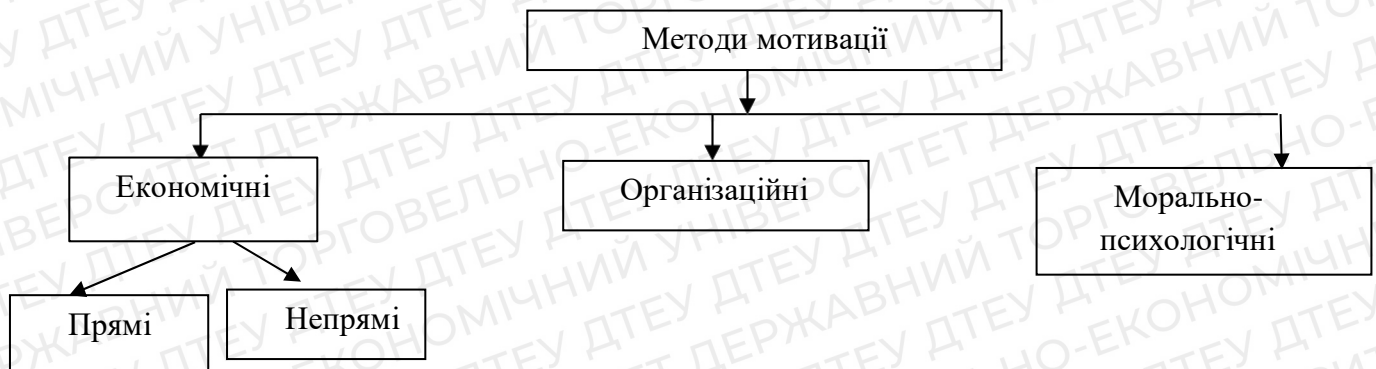 Методи мотивації
Економічні
Організаційні
Морально-
психологічні
Прямі
Непрямі